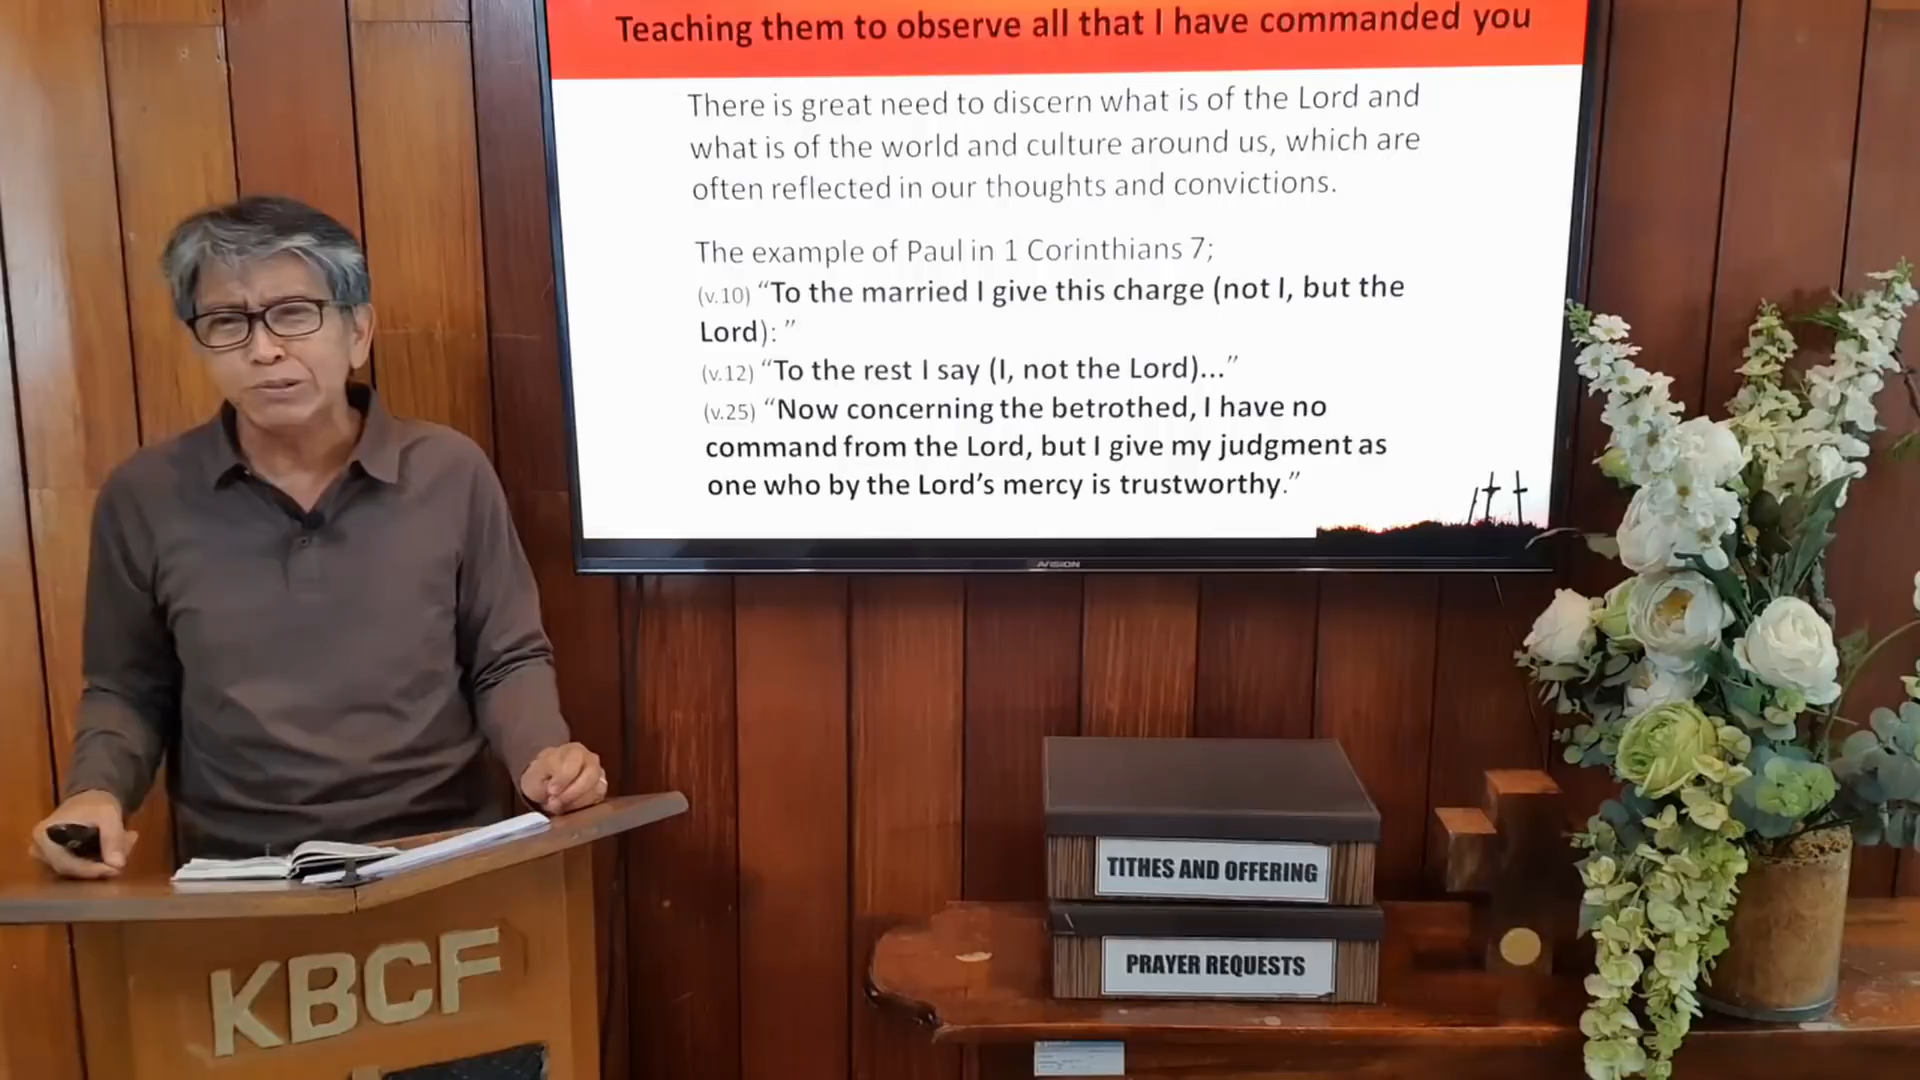 Teaching them to observe all that I have commanded you
There is great need to discern what is of the Lord and
what is of the world and culture around us, which are
often reflected in our thoughts and convictions.
The example of Paul in 1 Corinthians 7;
(v.10) “To the married I give this charge (not I, but the
Lord): ”
(v.12) “To the rest I say (I, not the Lord)...”
(v.25) “Now concerning the betrothed, I have no
command from the Lord, but I give my judgment as
one who by the Lord’s mercy is trustworthy.”
AVISION
TITHES AND OFFERING
PRAYER REQUESTS
KBCF